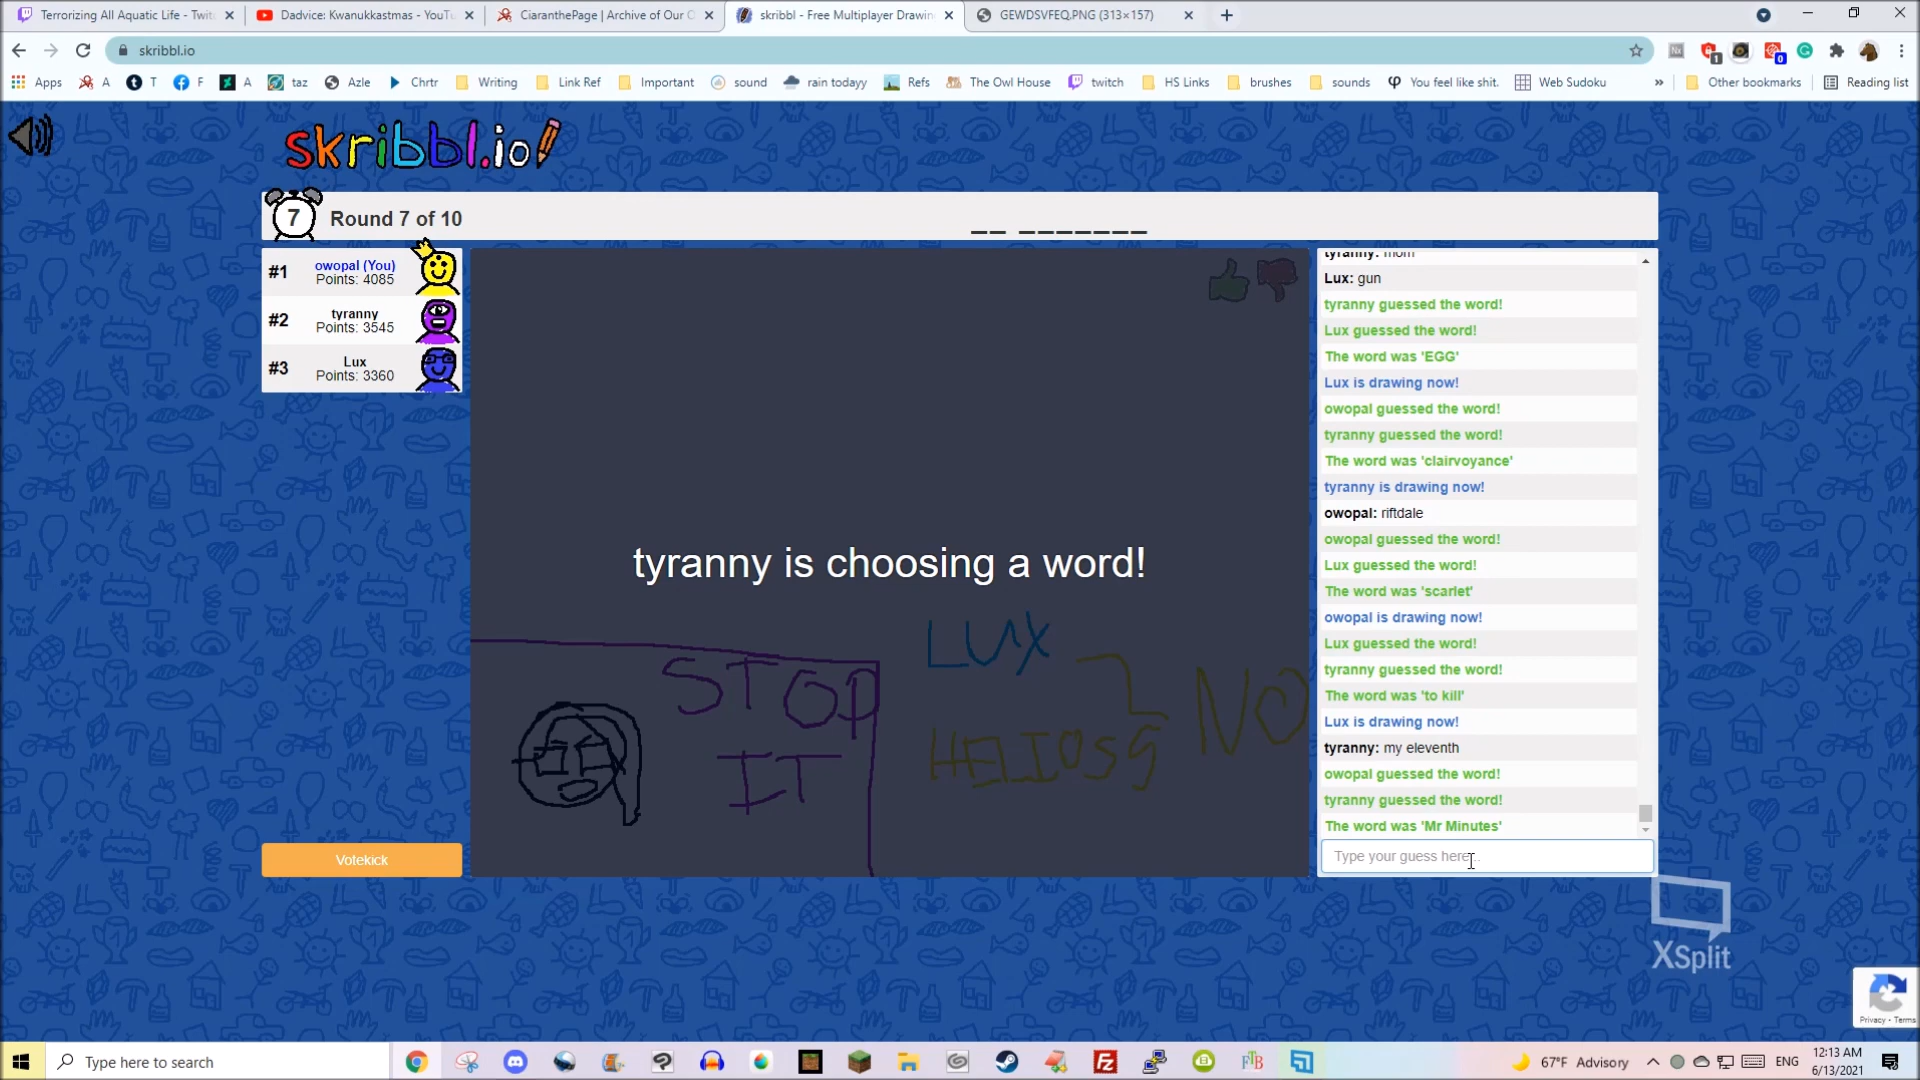 Terrorizing All Aquatic Life - Twit
Dadvice: Kwanukkastmas - YouTu
CiaranthePage | Archive of Our O
skribbl - Free Multiplayer Drawin
GEWDSVFEQ.PNG (313×157)
skribbl.io
Apps
A
T
F
A
taz
Azle
Chrtr
Writing
Link Ref
Important
sound
rain todayy
Refs
The Owl House
twitch
HS Links
brushes
sounds
You feel like shit.
Web Sudoku
»
Other bookmarks
Reading list
skribbl.io
7
Round 7 of 10
__ _______
#1
owopal (You)
Points: 4085
#2
tyranny
Points: 3545
#3
Lux
Points: 3360
Votekick
tyranny is choosing a word!
LUX
STOP
IT
HELIOS
NO
tyranny: mom
Lux: gun
tyranny guessed the word!
Lux guessed the word!
The word was 'EGG'
Lux is drawing now!
owopal guessed the word!
tyranny guessed the word!
The word was 'clairvoyance'
tyranny is drawing now!
owopal: riftdale
owopal guessed the word!
Lux guessed the word!
The word was 'scarlet'
owopal is drawing now!
Lux guessed the word!
tyranny guessed the word!
The word was 'to kill'
Lux is drawing now!
tyranny: my eleventh
owopal guessed the word!
tyranny guessed the word!
The word was 'Mr Minutes'
Type your guess here...
XSplit
Privacy - Terms
Type here to search
67°F Advisory
ENG
12:13 AM
6/13/2021